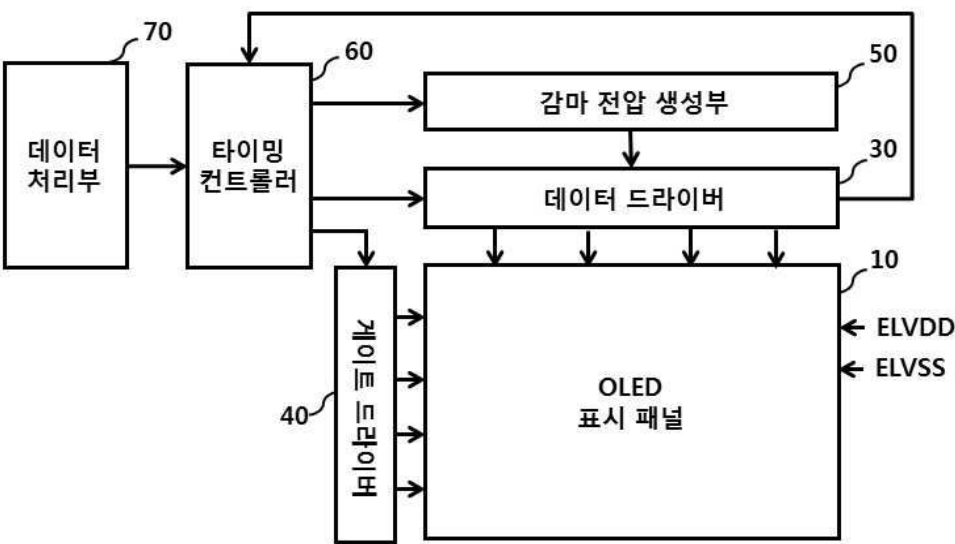 70
60
50
데이터
처리부
타이밍
컨트롤러
감마 전압 생성부
30
데이터 드라이버
10
게이트 드라이버
40
OLED
표시 패널
ELVDD
ELVSS